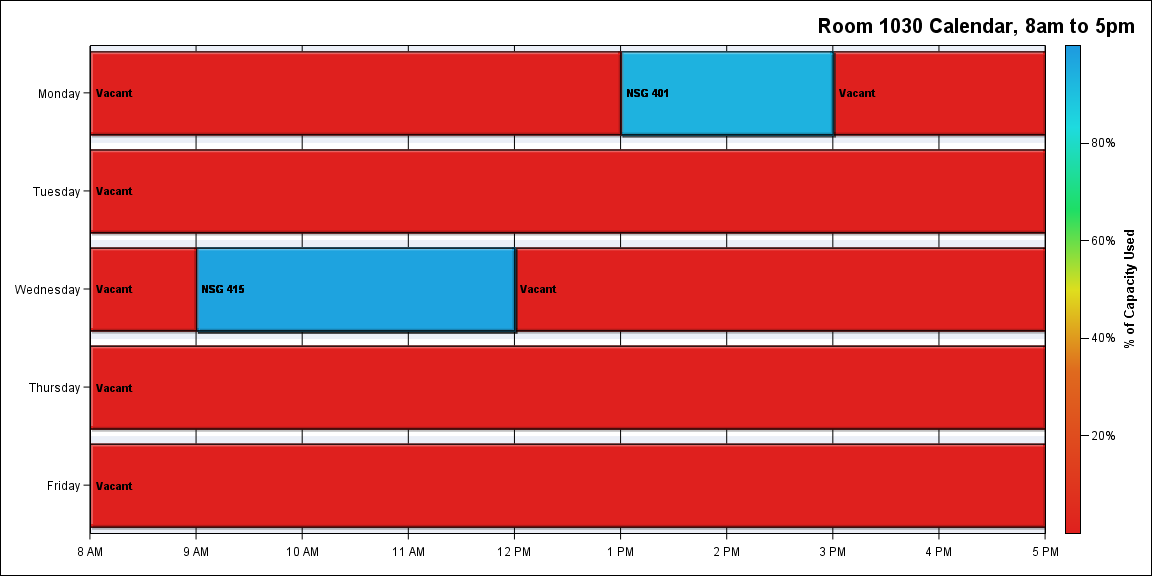 Room 1030 Calendar, 8am to 5pm
Monday
Vacant
NSG 401
Vacant
Tuesday
Vacant
Wednesday
Vacant
NSG 415
Vacant
Thursday
Vacant
Friday
Vacant
8 AM
9 AM
10 AM
11 AM
12 PM
1 PM
2 PM
3 PM
4 PM
5 PM
80%
60%
40%
20%
% of Capacity Used